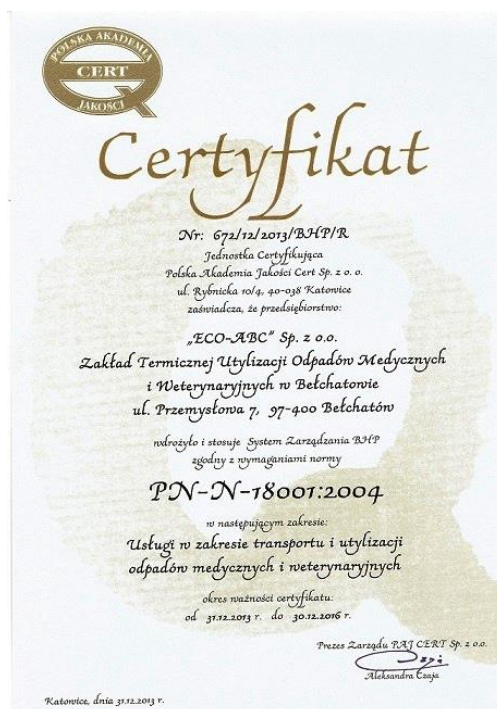 POLSKA AKADEMIA
CERT
JAKOŚCI
Certyfikat
Nr: 672/12/2013/BHP/R
Jednostka Certyfikująca
Polska Akademia Jakości Cert Sp. z o. o.
ul. Rybnicka 10/4, 40-038 Katowice
zaświadcza, że przedsiębiorstwo:
„ECO-ABC” Sp. z o.o.
Zakład Termicznej Utylizacji Odpadów Medycznych
i Weterynaryjnych w Bełchatowie
ul. Przemysłowa 7, 97-400 Bełchatów
wdrożyło i stosuje System Zarządzania BHP
zgodny z wymaganiami normy
PN-N-18001:2004
w następującym zakresie:
Usługi w zakresie transportu i utylizacji
odpadów medycznych i weterynaryjnych
okres ważności certyfikatu:
od 31.12.2013 r. do 30.12.2016 r.
Prezes Zarządu PAJ CERT Sp. z o.o.
Aleksandra Czaja
Katowice, dnia 31.12.2013 r.